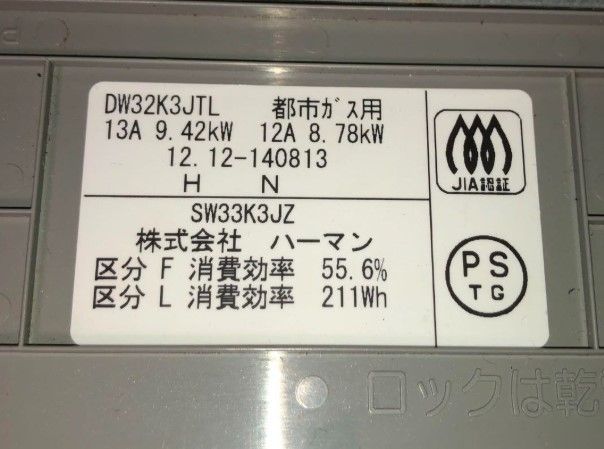 DW32K3JTL 都市ｶﾞｽ用
13A 9.42kW 12A 8.78kW
12.12-140813
H N
JIA認証
SW33K3JZ
株式会社 ハーマン
区分 F 消費効率 55.6%
区分 L 消費効率 211Wh
PS
TG
ロックは乾